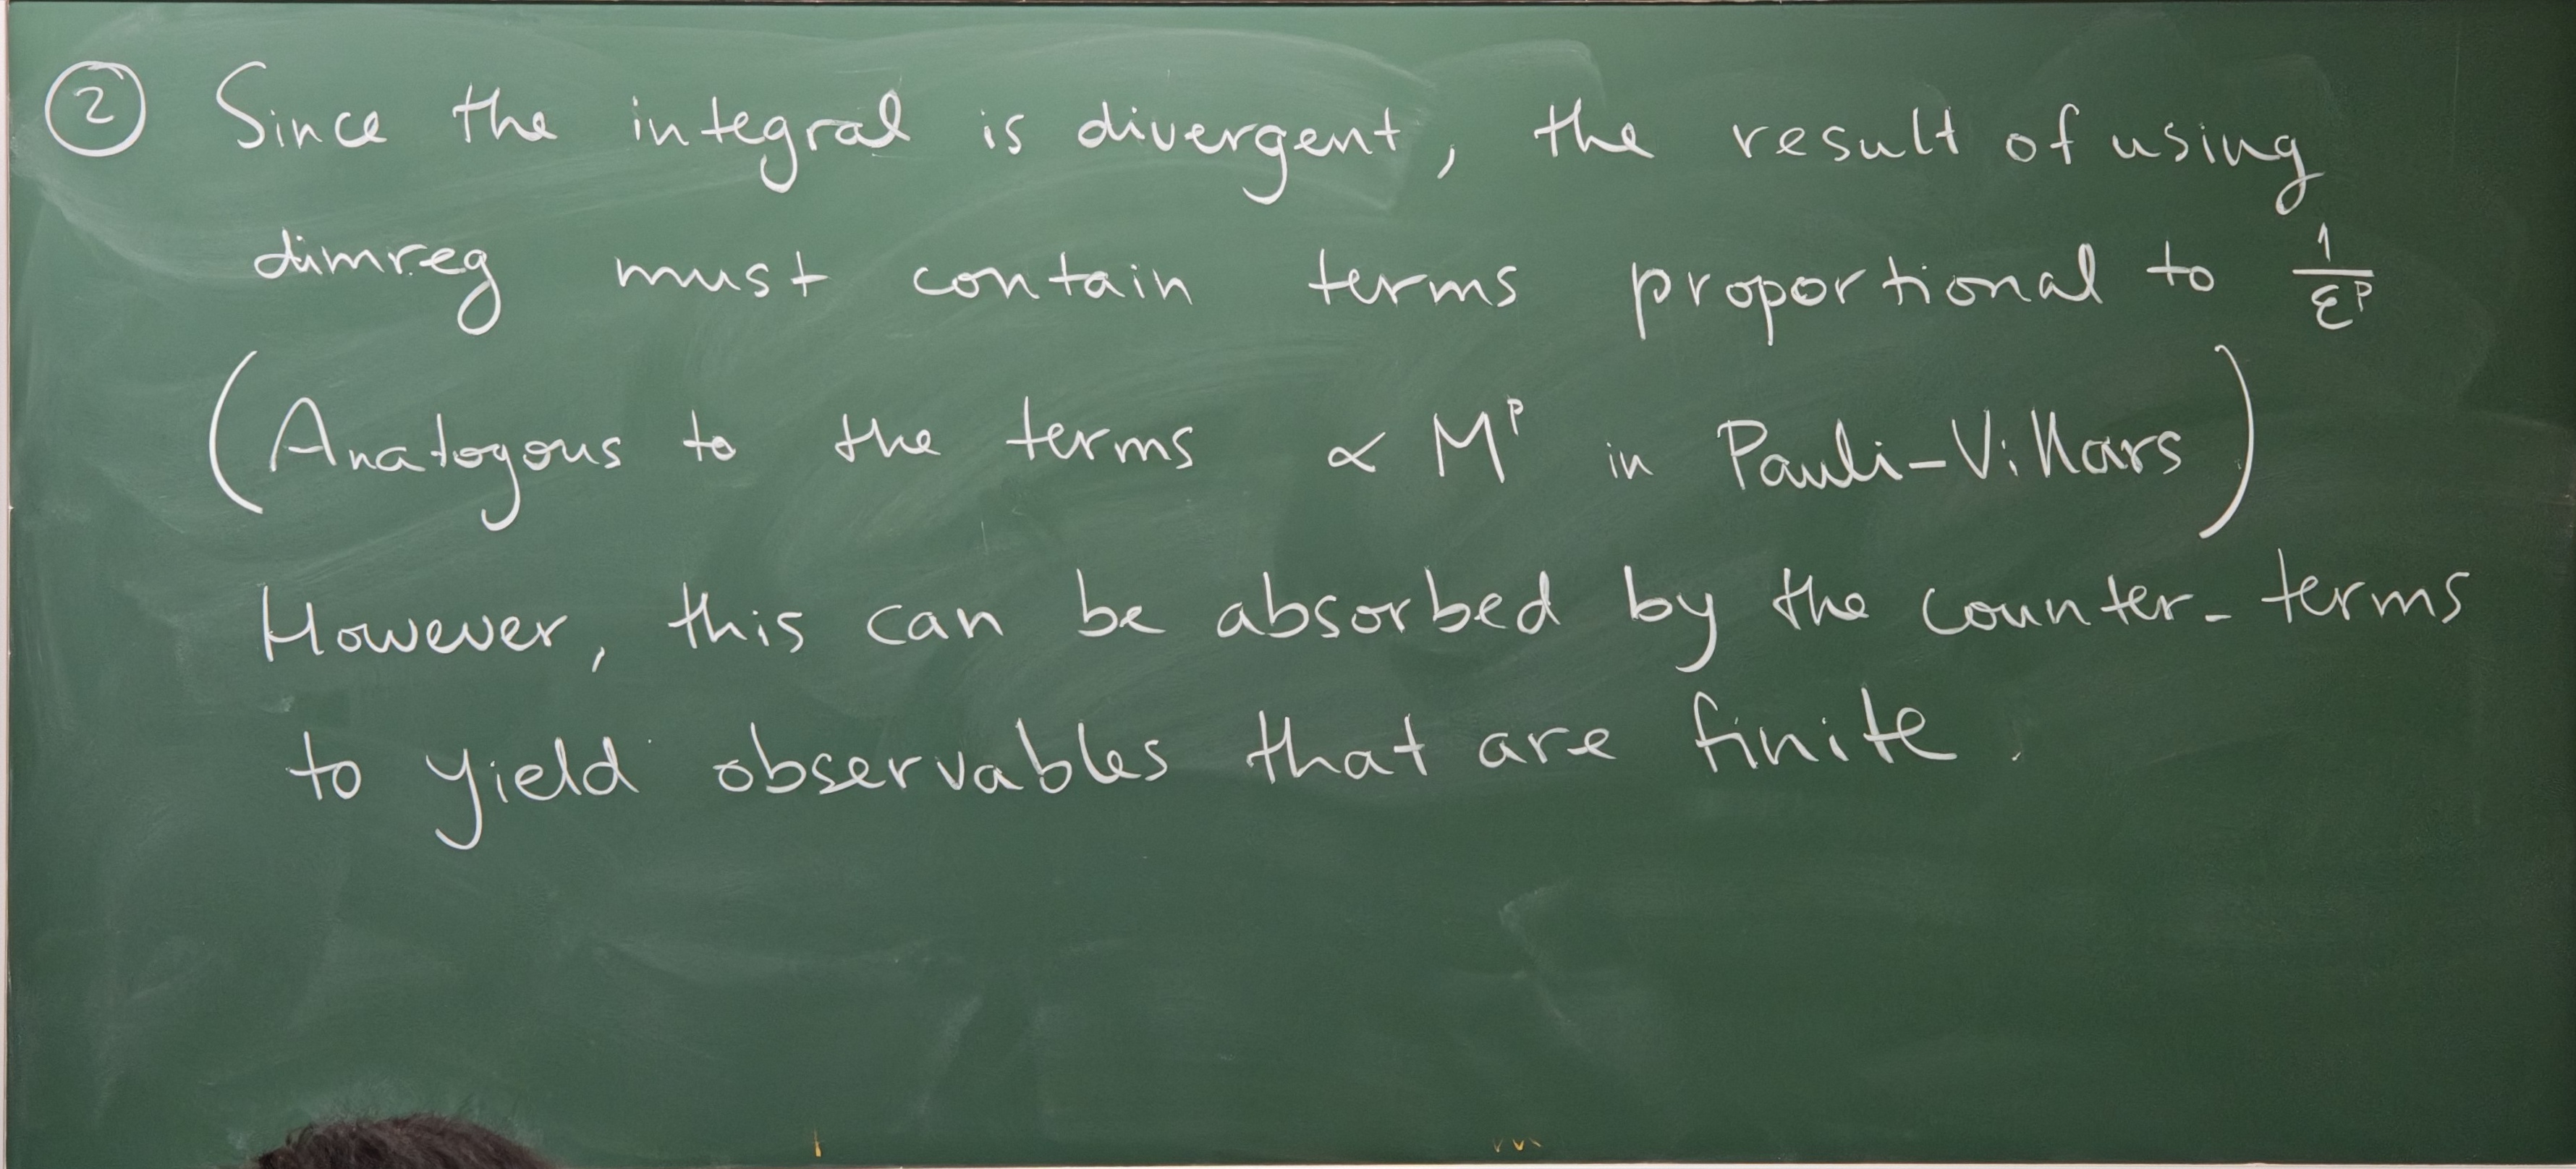 ② Since the integral is divergent, the result of using
dimreg must contain terms proportional to 1/ε^p
(Analogous to the terms ∝ M^p in Pauli-Villars)
However, this can be absorbed by the counter-terms
to yield observables that are finite.